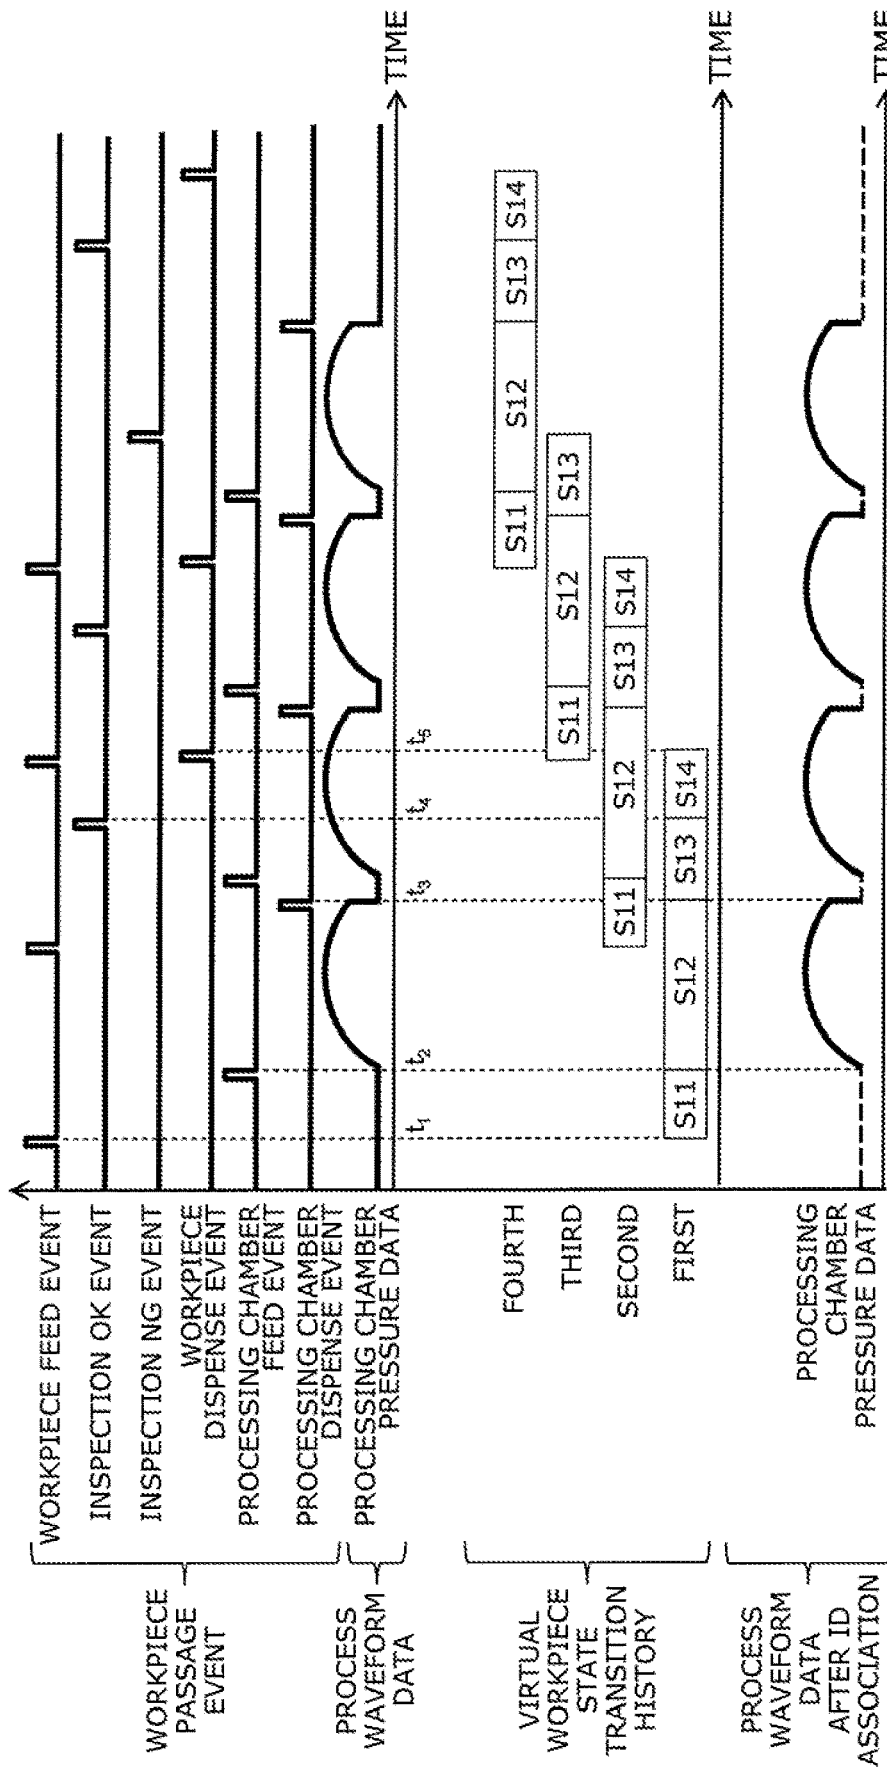 WORKPIECE PASSAGE EVENT
WORKPIECE FEED EVENT
INSPECTION OK EVENT
INSPECTION NG EVENT
WORKPIECE
DISPENSE EVENT
PROCESSING CHAMBER
FEED EVENT
PROCESSING CHAMBER
DISPENSE EVENT
PROCESS
WAVEFORM
DATA
PROCESSING CHAMBER
PRESSURE DATA
TIME
t1 t2 t3 t4 t5
VIRTUAL
WORKPIECE
STATE
TRANSITION
HISTORY
FOURTH
S11 S12 S13 S14
THIRD
S11 S12 S13
SECOND
S11 S12 S13 S14
FIRST
S11 S12 S13 S14
TIME
PROCESS
WAVEFORM
DATA
AFTER ID
ASSOCIATION
PROCESSING
CHAMBER
PRESSURE DATA
TIME